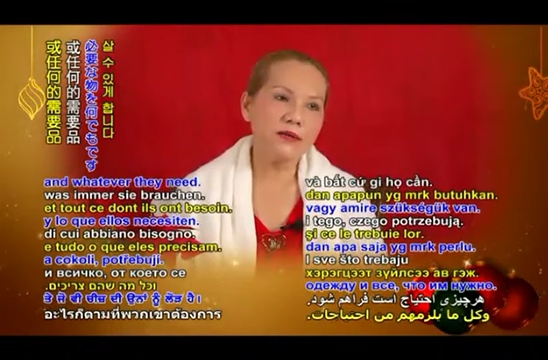 살 수 있게 합니다
必要な物を何でもです
或任何的需要品
或任何的需要品
and whatever they need.
was immer sie brauchen.
et tout ce dont ils ont besoin.
y lo que ellos necesiten.
di cui abbiano bisogno,
e tudo o que eles precisam.
a cokoli, potřebují.
и всичко, от което се
וכל מה שהם צריכים.
ਤੇ ਜੋ ਵੀ ਚੀਜ਼ ਦੀ ਉਨਾਂ ਨੂੰ ਲੋੜ ਹੈ।
อะไรก็ตามที่พวกเขาต้องการ
và bất cứ gì họ cần.
dan apapun yg mrk butuhkan.
vagy amire szükségük van.
i tego, czego potrzebują.
și ce le trebuie lor.
dan apa saja yg mrk perlu.
I sve što trebaju
хэрэгцээт зүйлсээ ав гэж.
одежду и все, что им нужно.
هرچیزی احتیاج است فراهم شود.
وكل ما يلزمهم من احتياجات.